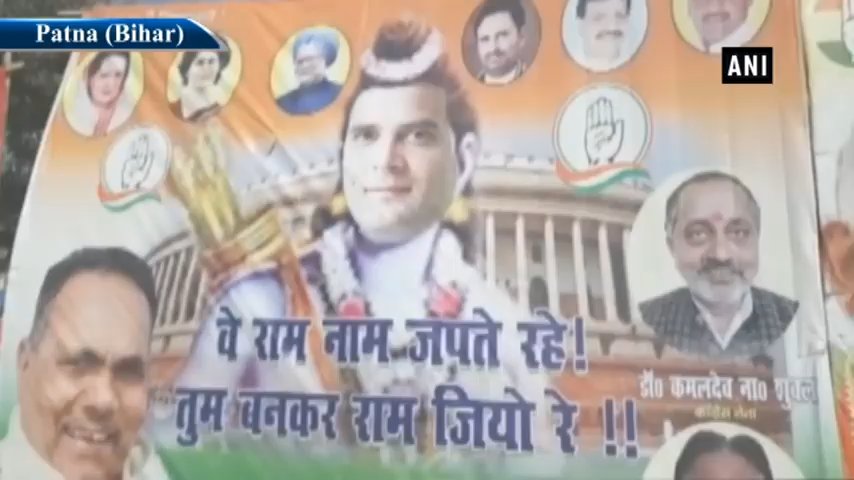 Patna (Bihar)
ANI
वे राम नाम जपते रहे!
तुम बनकर राम जियो रे !!
डॉ० कमलदेव ना० शुक्ल
कांग्रेस नेता